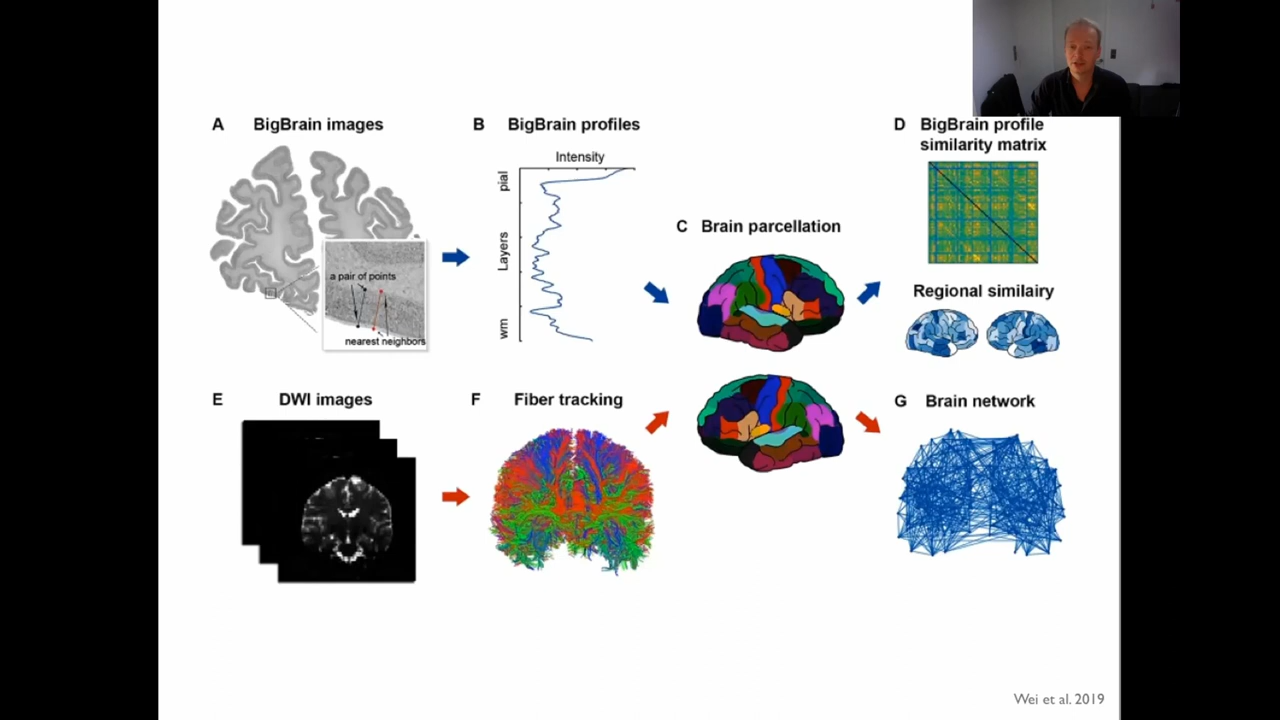 A BigBrain images
B BigBrain profiles
D BigBrain profile
similarity matrix
Intensity
pial
Layers
wm
a pair of points
nearest neighbors
C Brain parcellation
Regional similairy
E DWI images
F Fiber tracking
G Brain network
Wei et al. 2019